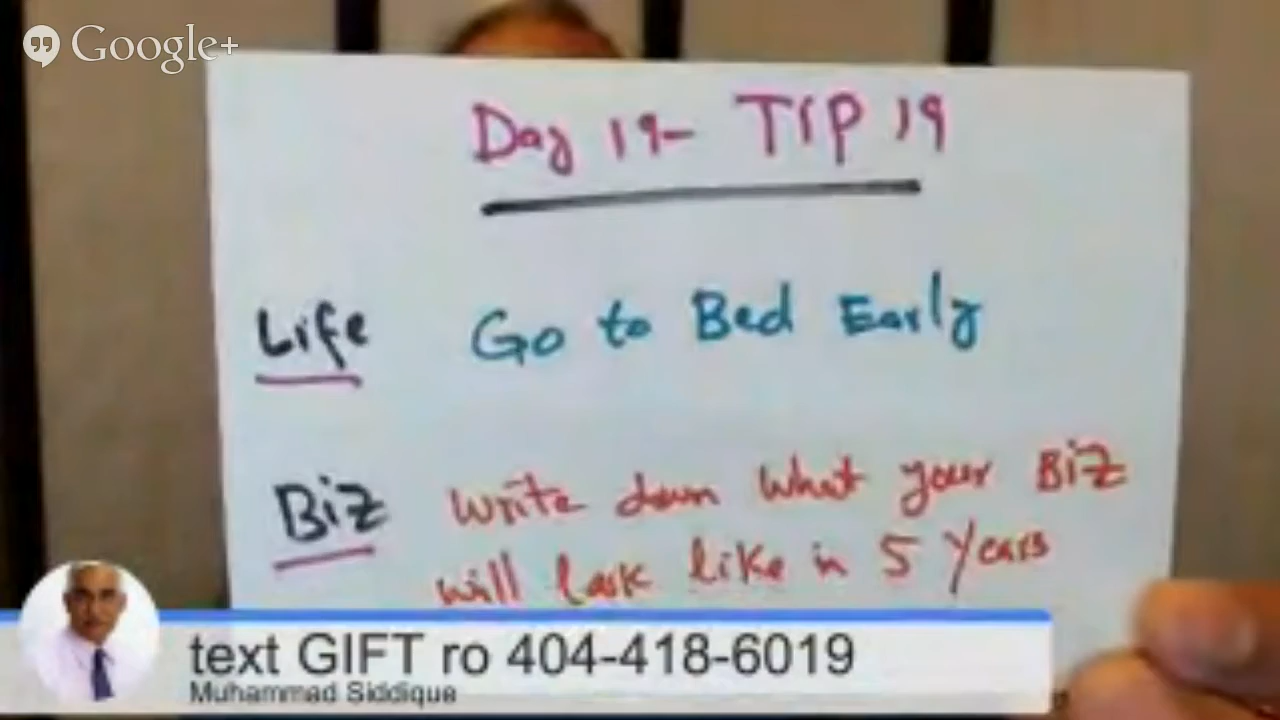 Google+
Day 19- TIP 19
Life Go to Bed Early
Biz Write down what your Biz
will look like in 5 Years
text GIFT ro 404-418-6019
Muhammad Siddique